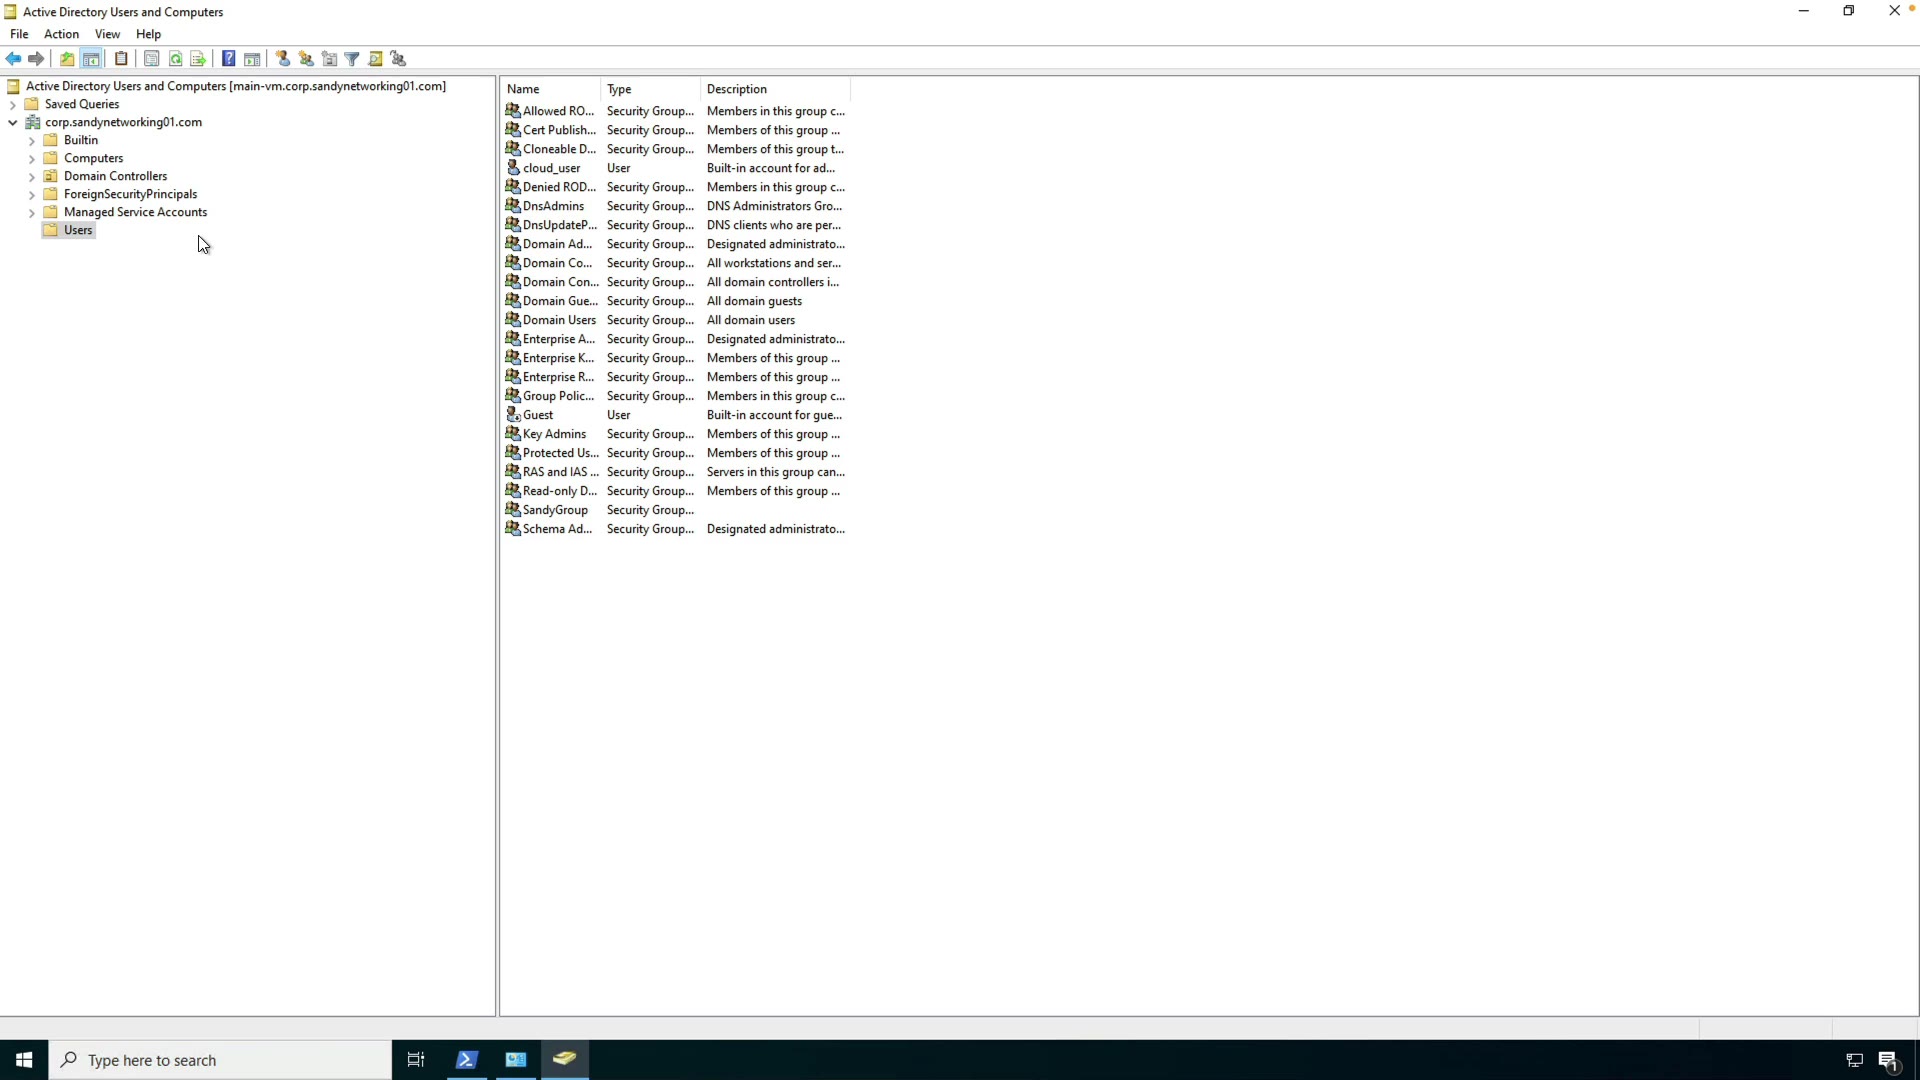 Active Directory Users and Computers
File Action View Help
Active Directory Users and Computers [main-vm.corp.sandynetworking01.com]
Saved Queries
corp.sandynetworking01.com
Builtin
Computers
Domain Controllers
ForeignSecurityPrincipals
Managed Service Accounts
Users
Name Type Description
Allowed RO... Security Group... Members in this group c...
Cert Publish... Security Group... Members of this group ...
Cloneable D... Security Group... Members of this group t...
cloud_user User Built-in account for ad...
Denied ROD... Security Group... Members in this group c...
DnsAdmins Security Group... DNS Administrators Gro...
DnsUpdateP... Security Group... DNS clients who are per...
Domain Ad... Security Group... Designated administrato...
Domain Co... Security Group... All workstations and ser...
Domain Con... Security Group... All domain controllers i...
Domain Gue... Security Group... All domain guests
Domain Users Security Group... All domain users
Enterprise A... Security Group... Designated administrato...
Enterprise K... Security Group... Members of this group ...
Enterprise R... Security Group... Members of this group ...
Group Polic... Security Group... Members in this group c...
Guest User Built-in account for gue...
Key Admins Security Group... Members of this group ...
Protected Us... Security Group... Members of this group ...
RAS and IAS ... Security Group... Servers in this group can...
Read-only D... Security Group... Members of this group ...
SandyGroup Security Group...
Schema Ad... Security Group... Designated administrato...
Type here to search
1